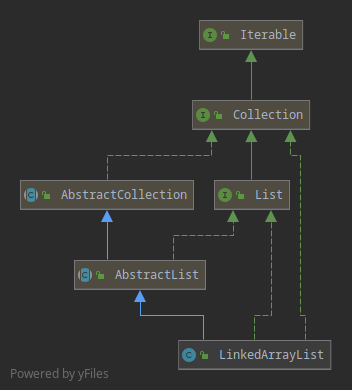 Iterable
Collection
AbstractCollection
List
AbstractList
LinkedArrayList
Powered by yFiles